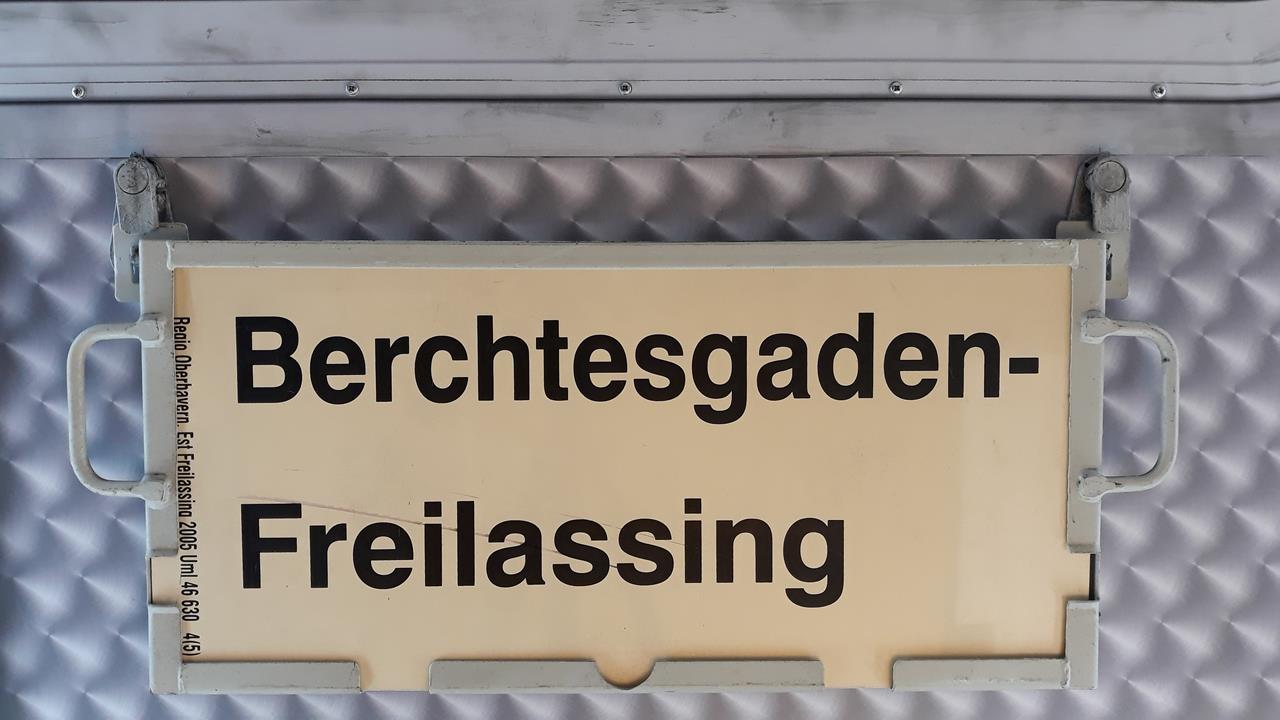 Berchtesgaden-
Freilassing
Regio Oberbayern. Est Freilassing 2005 Uml 46 630 4(5)